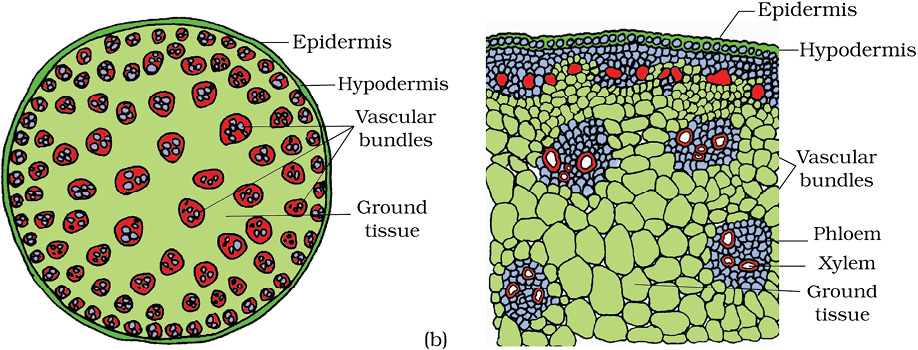 Epidermis
Hypodermis
Vascular
bundles
Ground
tissue
(b)
Epidermis
Hypodermis
Vascular
bundles
Phloem
Xylem
Ground
tissue